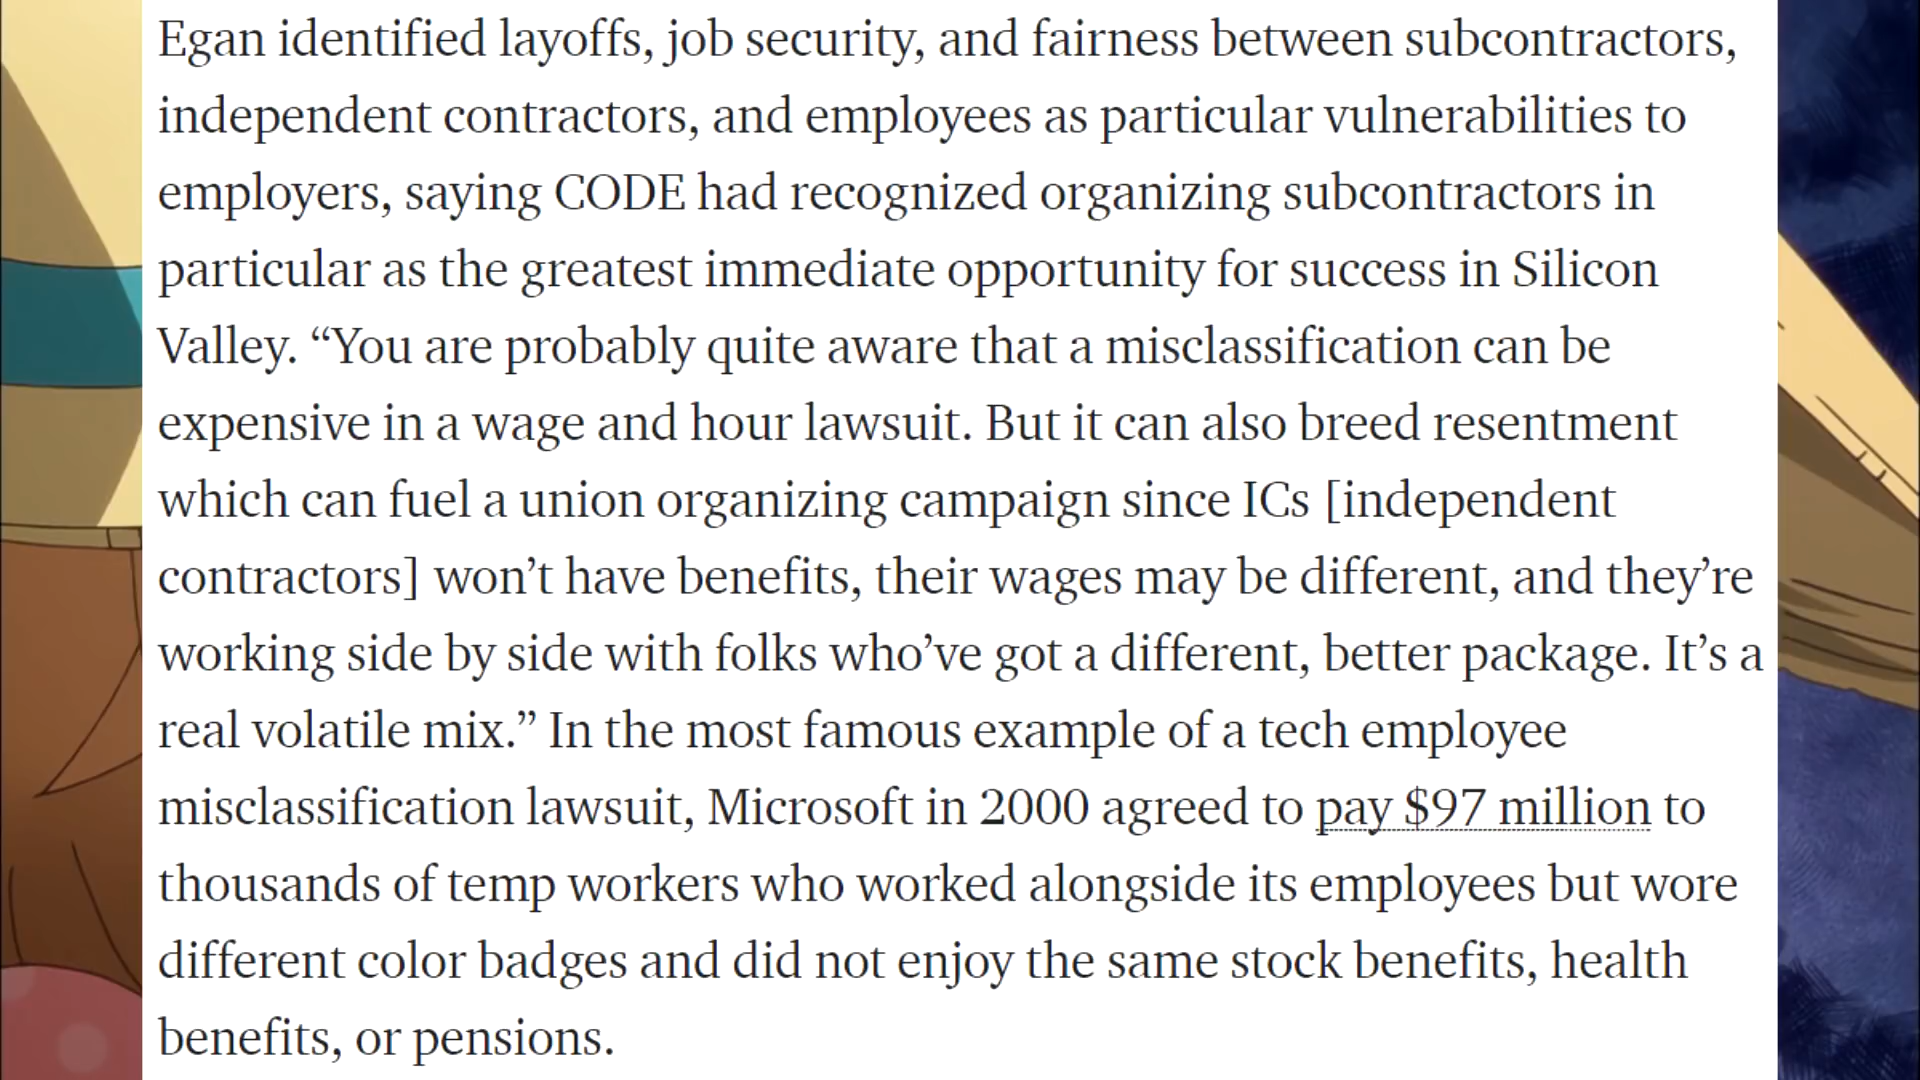 Egan identified layoffs, job security, and fairness between subcontractors,
independent contractors, and employees as particular vulnerabilities to
employers, saying CODE had recognized organizing subcontractors in
particular as the greatest immediate opportunity for success in Silicon
Valley. “You are probably quite aware that a misclassification can be
expensive in a wage and hour lawsuit. But it can also breed resentment
which can fuel a union organizing campaign since ICs [independent
contractors] won’t have benefits, their wages may be different, and they’re
working side by side with folks who’ve got a different, better package. It’s a
real volatile mix.” In the most famous example of a tech employee
misclassification lawsuit, Microsoft in 2000 agreed to pay $97 million to
thousands of temp workers who worked alongside its employees but wore
different color badges and did not enjoy the same stock benefits, health
benefits, or pensions.